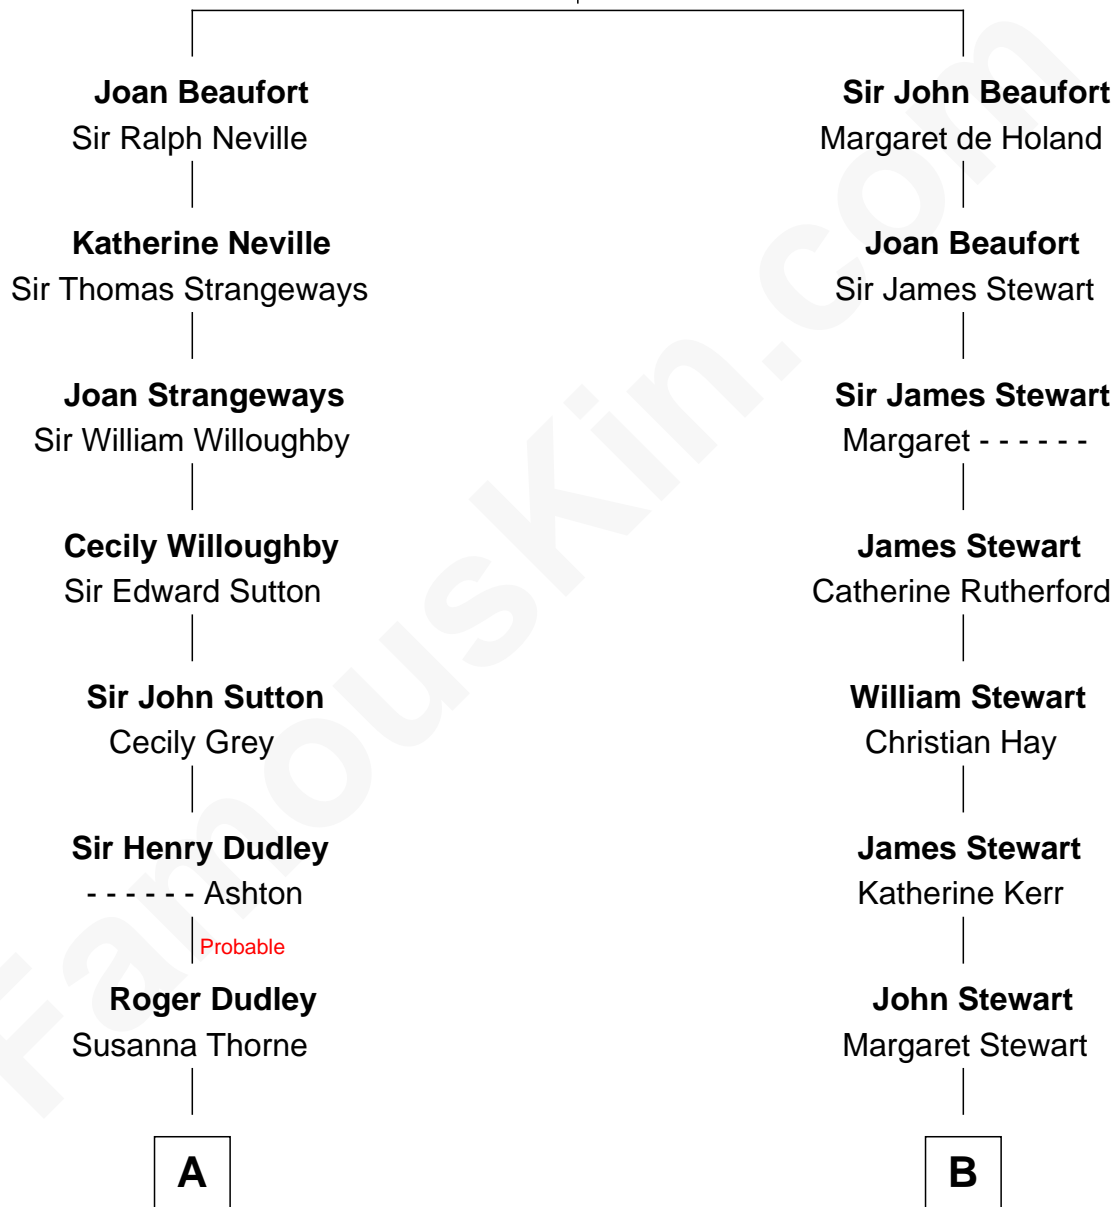 Joan Beaufort
Sir Ralph Neville
Sir John Beaufort
Margaret de Holand
Katherine Neville
Sir Thomas Strangeways
Joan Beaufort
Sir James Stewart
Joan Strangeways
Sir William Willoughby
Sir James Stewart
Margaret - - - - - -
Cecily Willoughby
Sir Edward Sutton
James Stewart
Catherine Rutherford
Sir John Sutton
Cecily Grey
William Stewart
Christian Hay
Sir Henry Dudley
- - - - - - Ashton
James Stewart
Katherine Kerr
Probable
Roger Dudley
Susanna Thorne
John Stewart
Margaret Stewart
A
B
FamousKin.com